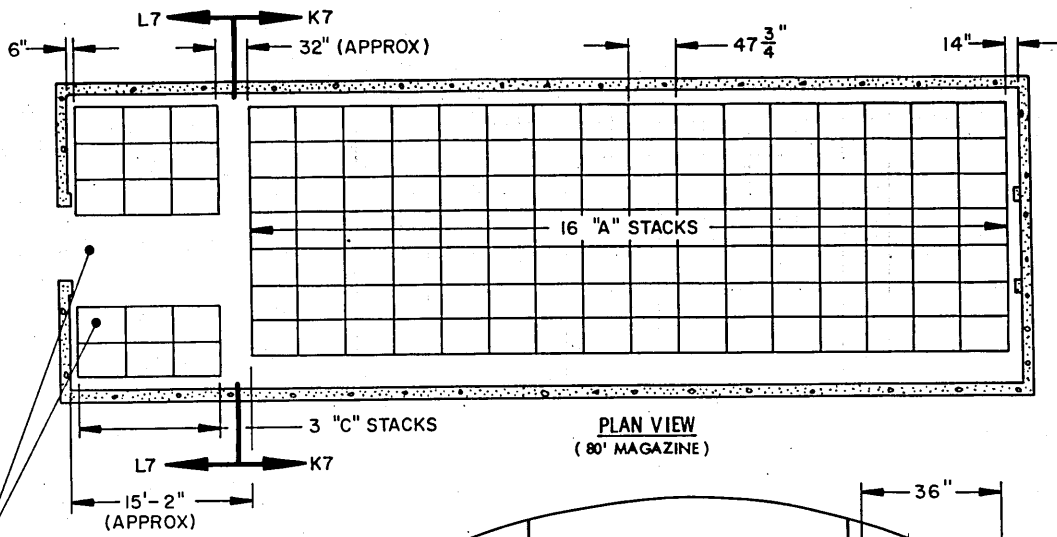 L7 K7
6" 32" (APPROX) 47 3/4" 14"
16 "A" STACKS
3 "C" STACKS
PLAN VIEW
(80' MAGAZINE)
L7 K7
15'-2"
(APPROX)
36"